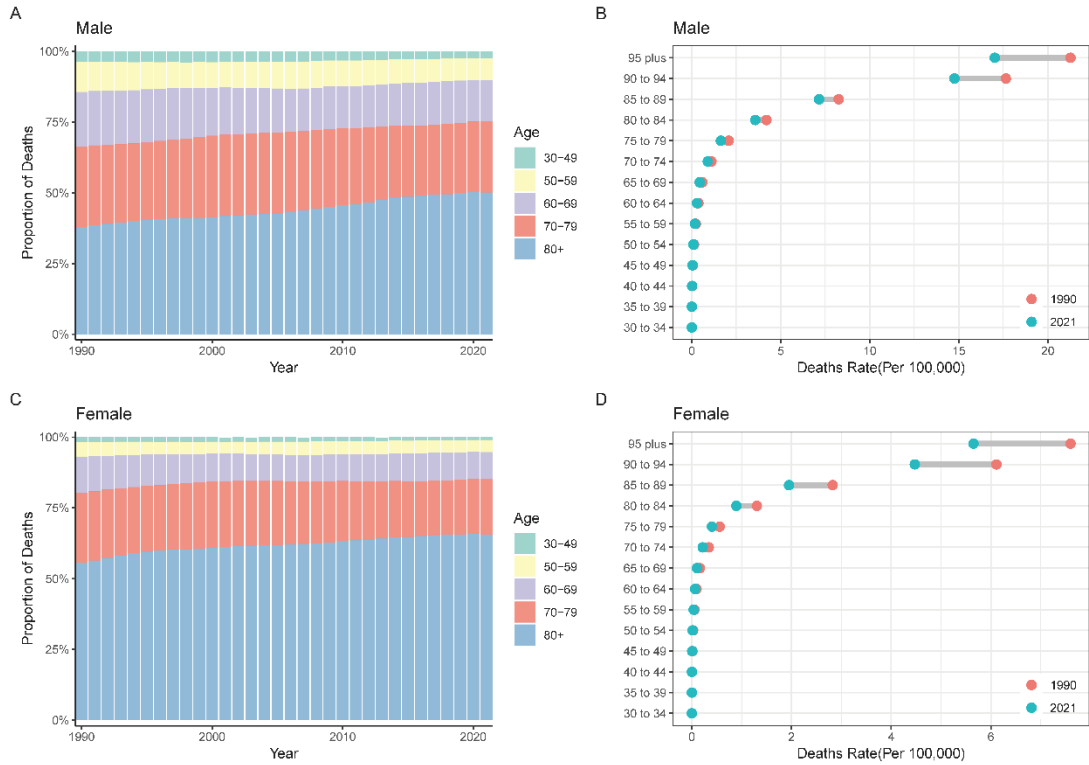 A
Male
100%
75%
50%
25%
0%
Proportion of Deaths
1990
2000
2010
2020
Year
Age
30−49
50−59
60−69
70−79
80+
B
Male
95 plus
90 to 94
85 to 89
80 to 84
75 to 79
70 to 74
65 to 69
60 to 64
55 to 59
50 to 54
45 to 49
40 to 44
35 to 39
30 to 34
1990
2021
0
5
10
15
20
Deaths Rate(Per 100,000)
C
Female
100%
75%
50%
25%
0%
Proportion of Deaths
1990
2000
2010
2020
Year
Age
30−49
50−59
60−69
70−79
80+
D
Female
95 plus
90 to 94
85 to 89
80 to 84
75 to 79
70 to 74
65 to 69
60 to 64
55 to 59
50 to 54
45 to 49
40 to 44
35 to 39
30 to 34
1990
2021
0
2
4
6
Deaths Rate(Per 100,000)